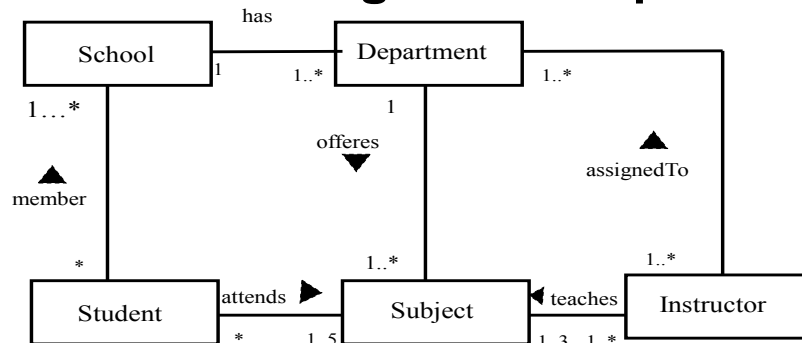 has
School
Department
1
1..*
1..*
1…*
1
offeres
assignedTo
member
*
1..*
1..*
Student
attends
Subject
teaches
Instructor
*
1..5
1..3
1..*